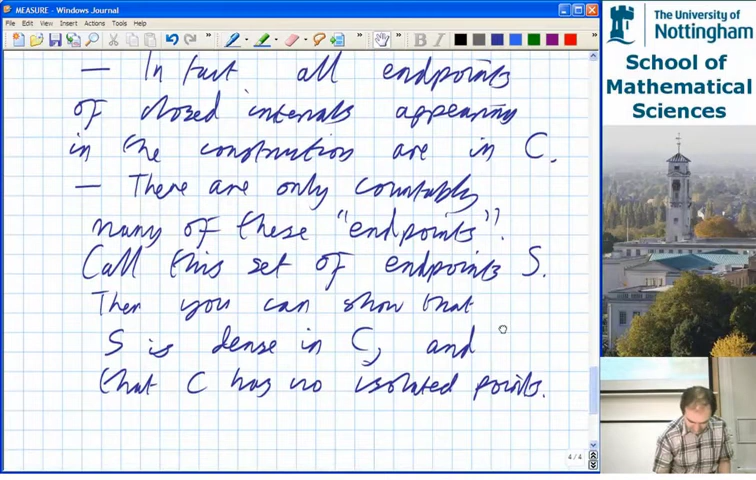 MEASURE - Windows Journal
File Edit View Insert Actions Tools Help
B I
— In fact all endpoints
of closed intervals appearing
in the construction are in C.
— There are only countably
many of these "endpoints".
Call this set of endpoints S.
Then you can show that
S is dense in C, and
that C has no isolated points.
4/4
The University of
Nottingham
School of
Mathematical
Sciences